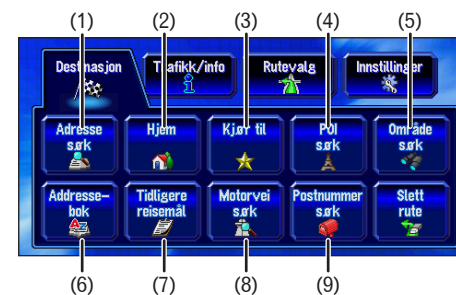 (1) (2) (3) (4) (5)
Destinasjon Trafikk/info Rutevalg Innstillinger
Adresse søk Hjem Kjør til POI søk Område søk
Addresse– bok Tidligere reisemål Motorvei søk Postnummer søk Slett rute
(6) (7) (8) (9)